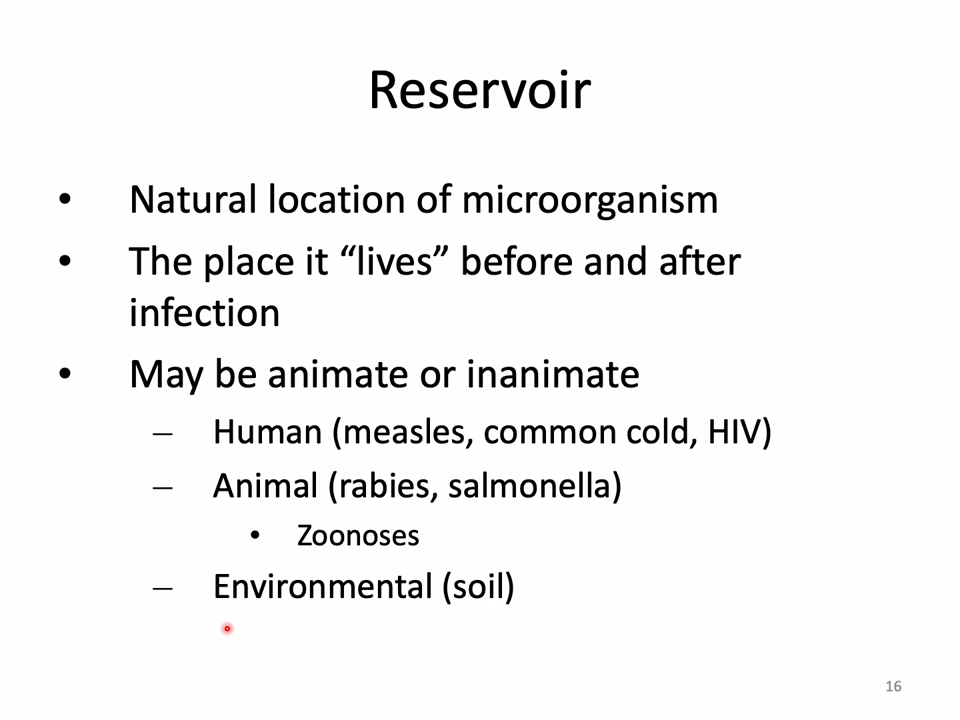 Reservoir
• Natural location of microorganism
• The place it “lives” before and after
infection
• May be animate or inanimate
– Human (measles, common cold, HIV)
– Animal (rabies, salmonella)
• Zoonoses
– Environmental (soil)
16